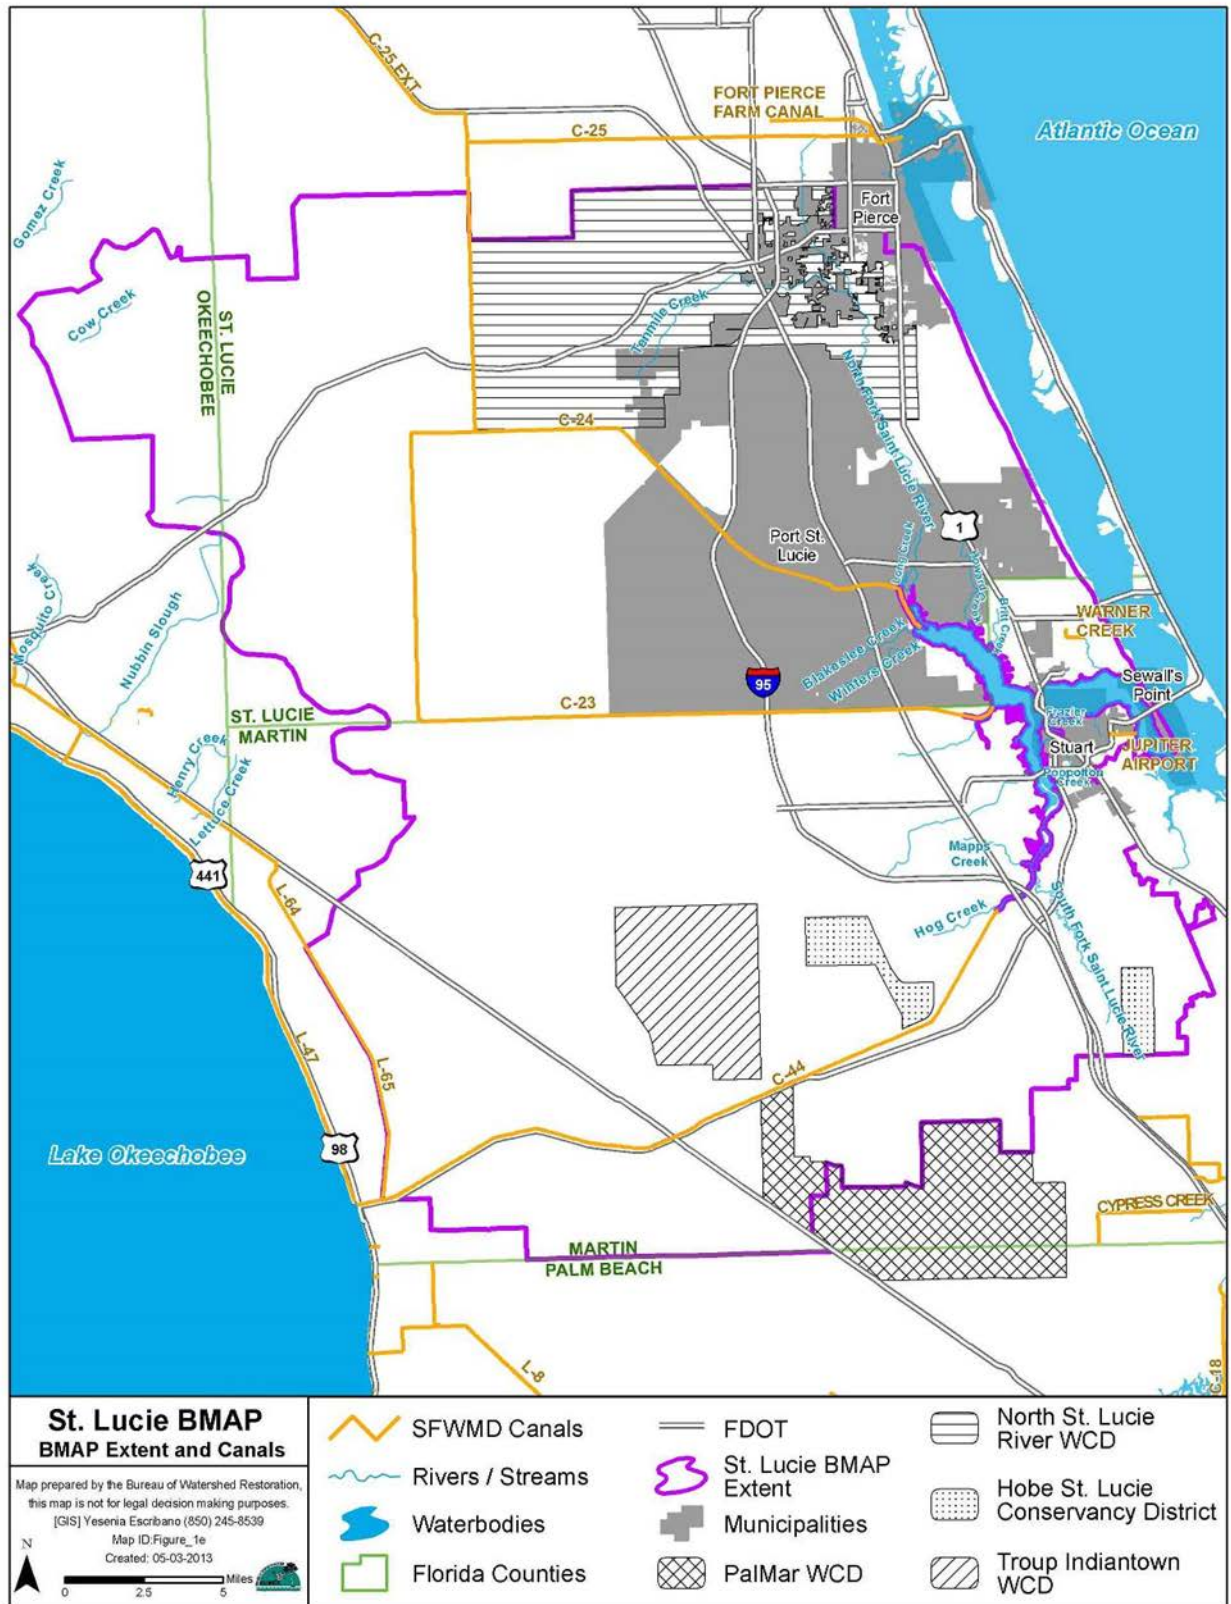 C-25 EXT.
FORT PIERCE
FARM CANAL
C-25
Atlantic Ocean
Gomez Creek
Fort
Pierce
Cow Creek
ST. LUCIE
OKEECHOBEE
Tenmile Creek
North Fork Saint Lucie River
C-24
1
Port St.
Lucie
Long Creek
Howard Creek
Britt Creek
Mosquito Creek
Nubbin Slough
WARNER
CREEK
Blakeslee Creek
Winters Creek
95
Sewall's
Point
C-23
ST. LUCIE
MARTIN
Frazier
Creek
Stuart
JUPITER
AIRPORT
Poppolton
Creek
Henry Creek
Lettuce Creek
Mapps
Creek
441
L-64
Hog Creek
South Fork Saint Lucie River
L-47
L-65
C-44
98
Lake Okeechobee
CYPRESS CREEK
MARTIN
PALM BEACH
L-8
C-18
St. Lucie BMAP
BMAP Extent and Canals
Map prepared by the Bureau of Watershed Restoration,
this map is not for legal decision making purposes.
[GIS] Yesenia Escribano (850) 245-8539
Map ID:Figure_1e
Created: 05-03-2013
N
Miles
0 2.5 5
SFWMD Canals
Rivers / Streams
Waterbodies
Florida Counties
FDOT
St. Lucie BMAP
Extent
Municipalities
PalMar WCD
North St. Lucie
River WCD
Hobe St. Lucie
Conservancy District
Troup Indiantown
WCD